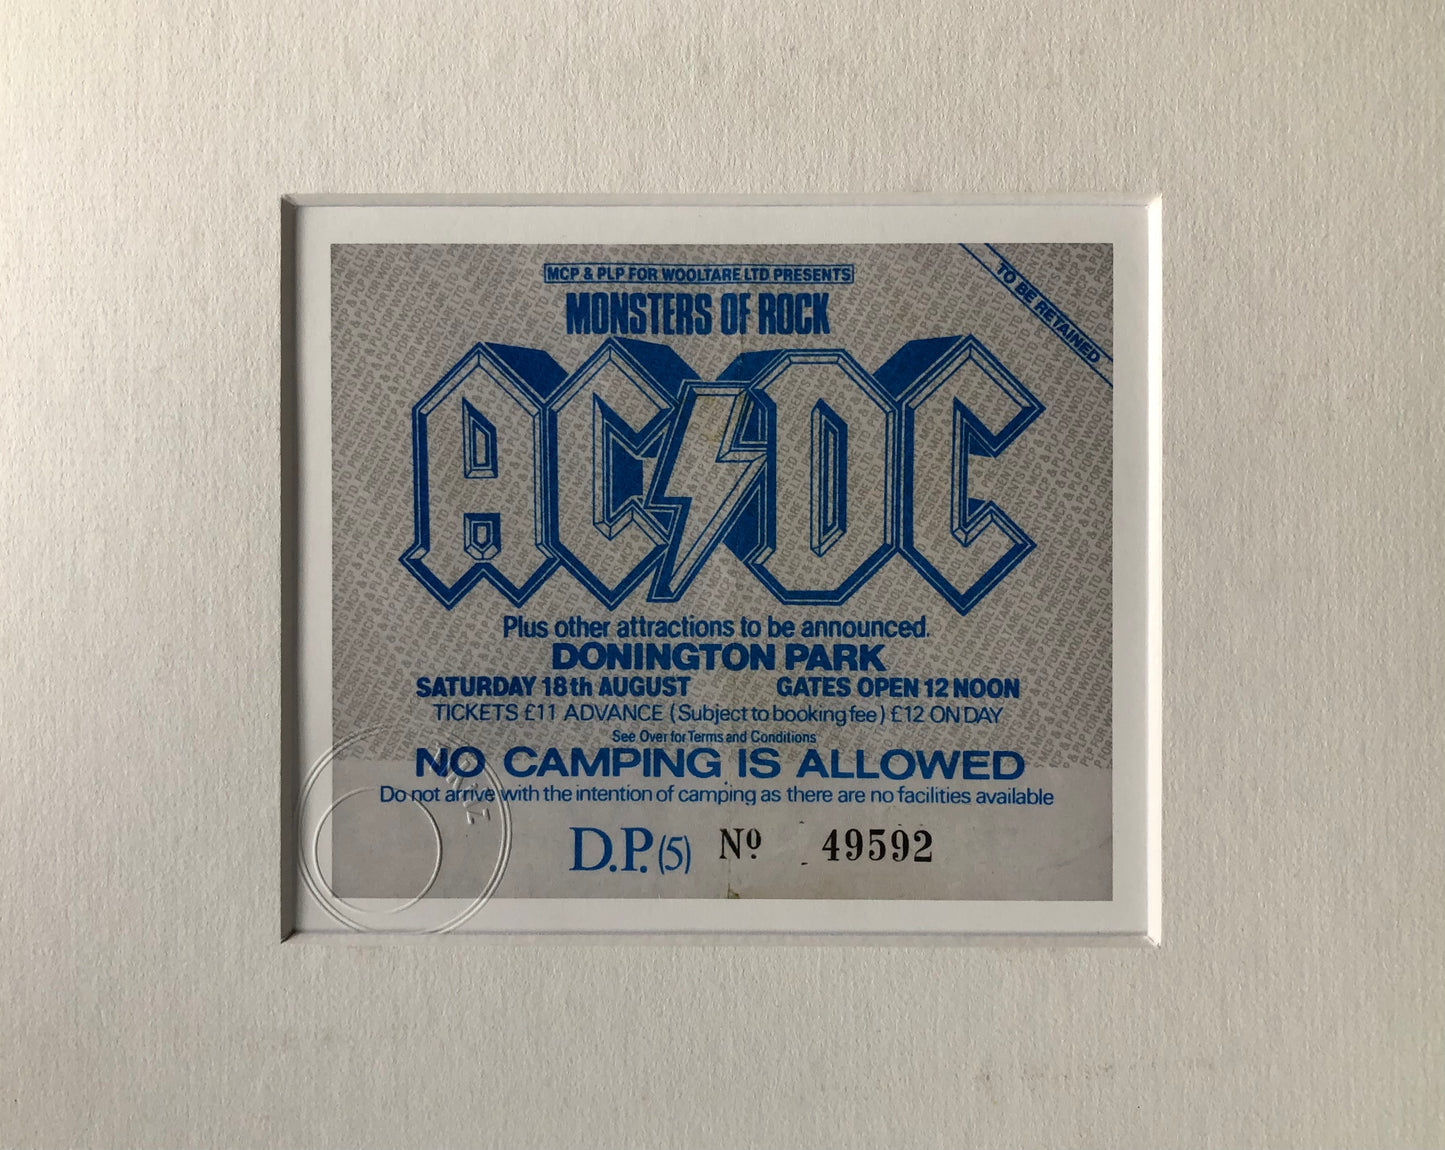 MCP & PLP FOR WOOLTARE LTD PRESENTS
TO BE RETAINED
MONSTERS OF ROCK
AC/DC
Plus other attractions to be announced.
DONINGTON PARK
SATURDAY 18th AUGUST GATES OPEN 12 NOON
TICKETS £11 ADVANCE (Subject to booking fee) £12 ON DAY
See Over for Terms and Conditions
NO CAMPING IS ALLOWED
Do not arrive with the intention of camping as there are no facilities available
D.P.(5) Nº 49592